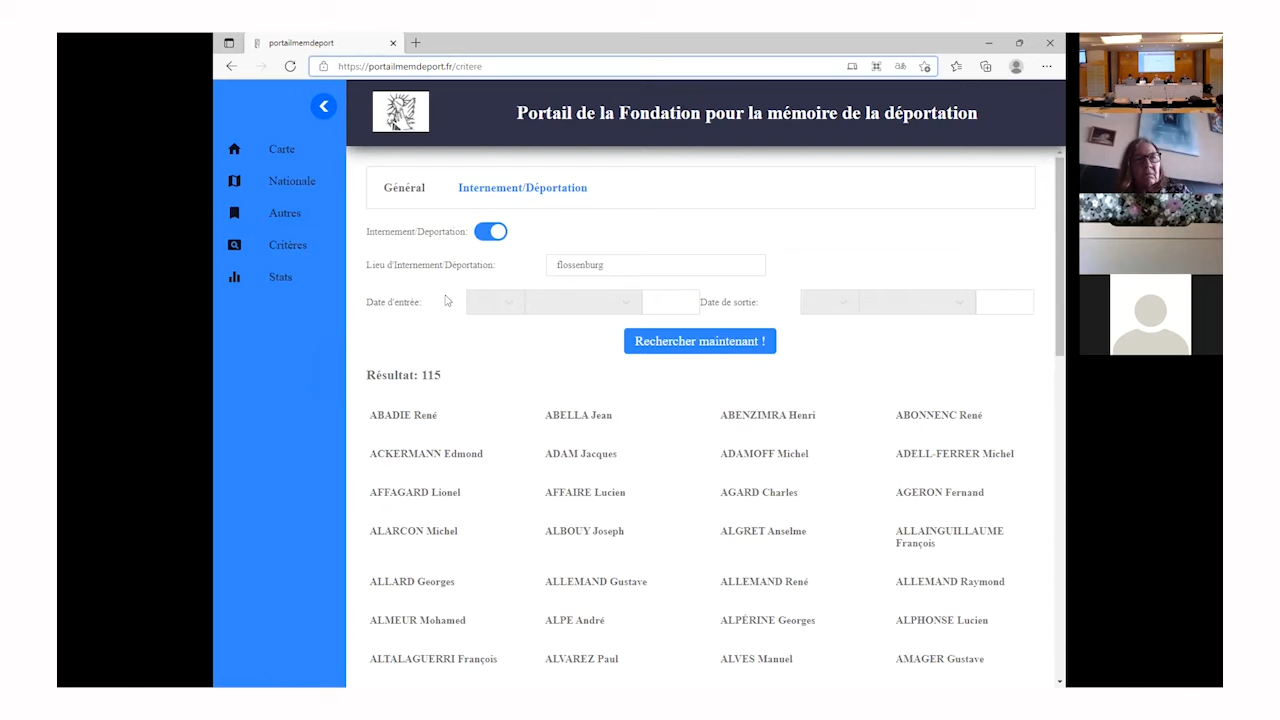 portailmemdeport
https://portailmemdeport.fr/critere
Portail de la Fondation pour la mémoire de la déportation
Carte
Nationale
Autres
Critères
Stats
Général Internement/Déportation
Internement/Deportation:
Lieu d'Internement/Déportation: flossenburg
Date d'entrée: Date de sortie:
Rechercher maintenant !
Résultat: 115
ABADIE René ABELLA Jean ABENZIMRA Henri ABONNENC René
ACKERMANN Edmond ADAM Jacques ADAMOFF Michel ADELL-FERRER Michel
AFFAGARD Lionel AFFAIRE Lucien AGARD Charles AGERON Fernand
ALARCON Michel ALBOUY Joseph ALGRET Anselme ALLAINGUILLAUME
François
ALLARD Georges ALLEMAND Gustave ALLEMAND René ALLEMAND Raymond
ALMEUR Mohamed ALPE André ALPÉRINE Georges ALPHONSE Lucien
ALTALAGUERRI François ALVAREZ Paul ALVES Manuel AMAGER Gustave